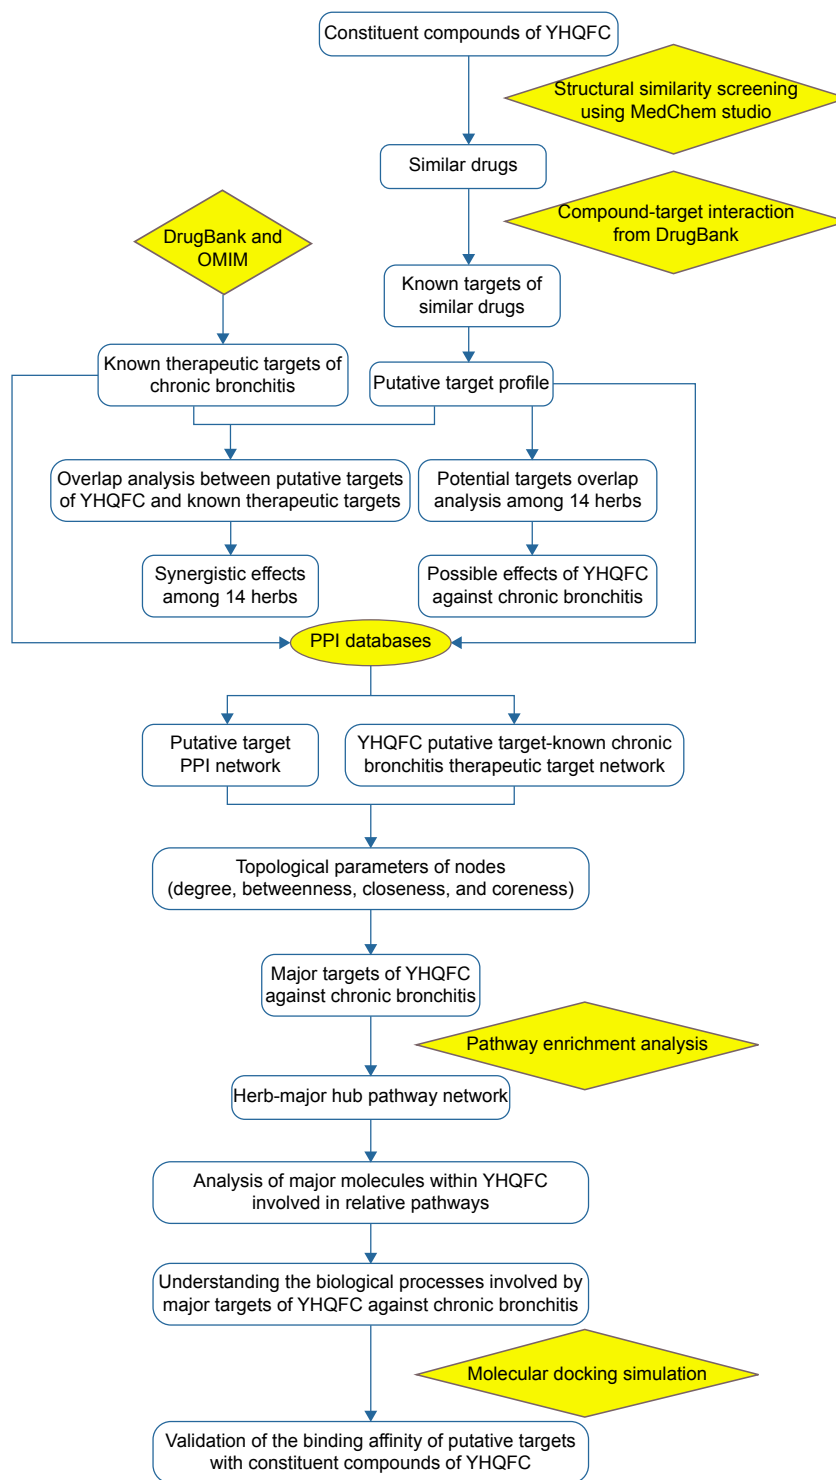 Constituent compounds of YHQFC
Structural similarity screening
using MedChem studio
Similar drugs
Compound-target interaction
from DrugBank
DrugBank and
OMIM
Known targets of
similar drugs
Known therapeutic targets of
chronic bronchitis
Putative target profile
Overlap analysis between putative targets
of YHQFC and known therapeutic targets
Potential targets overlap
analysis among 14 herbs
Synergistic effects
among 14 herbs
Possible effects of YHQFC
against chronic bronchitis
PPI databases
Putative target
PPI network
YHQFC putative target-known chronic
bronchitis therapeutic target network
Topological parameters of nodes
(degree, betweenness, closeness, and coreness)
Major targets of YHQFC
against chronic bronchitis
Pathway enrichment analysis
Herb-major hub pathway network
Analysis of major molecules within YHQFC
involved in relative pathways
Understanding the biological processes involved by
major targets of YHQFC against chronic bronchitis
Molecular docking simulation
Validation of the binding affinity of putative targets
with constituent compounds of YHQFC